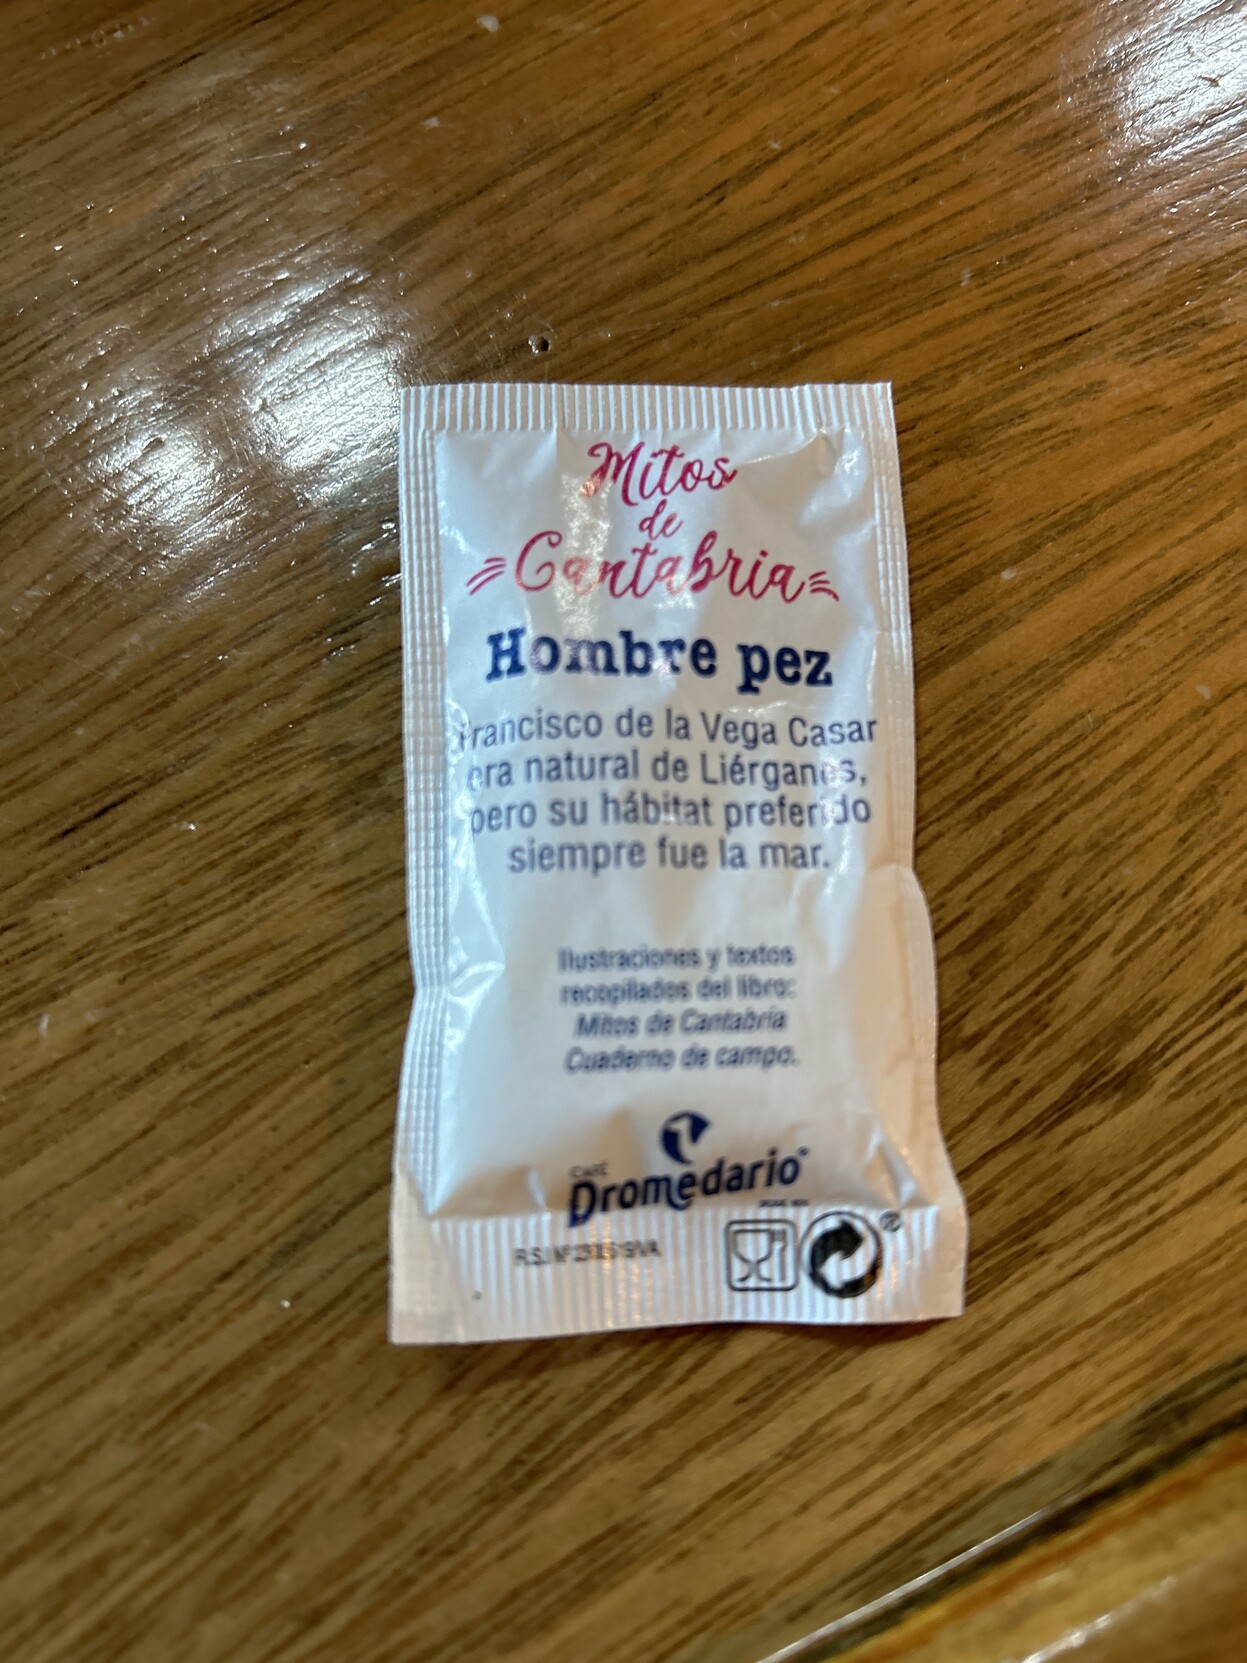 Mitos
de
Cantabria
Hombre pez
Francisco de la Vega Casar
era natural de Liérganes,
pero su hábitat preferido
siempre fue la mar.
Ilustraciones y textos
recopilados del libro:
Mitos de Cantabria
Cuaderno de campo.
CAFÉ
Dromedario
R.S.I. Nº
®